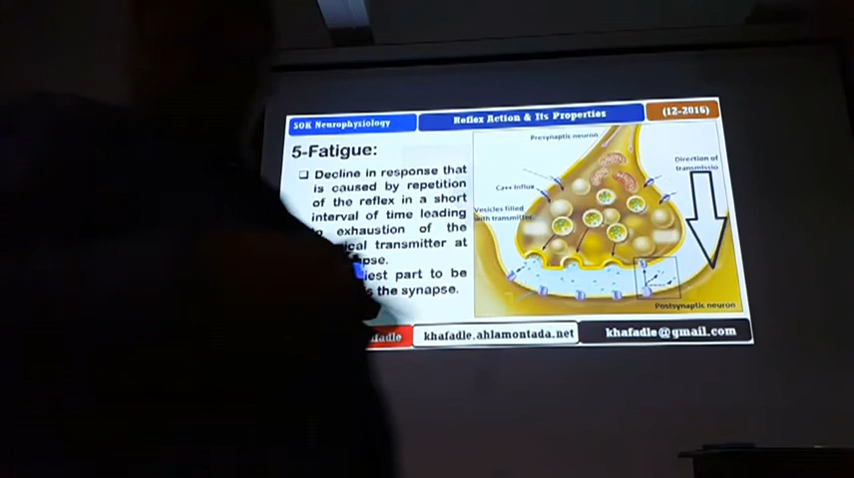 SOK Neurophysiology
Reflex Action & Its Properties
(12-2016)
5-Fatigue:
Decline in response that
is caused by repetition
of the reflex in a short
interval of time leading
exhaustion of the
ical transmitter at
pse.
iest part to be
s the synapse.
Presynaptic neuron
Direction of
transmissio
Ca++ Influx
Vesicles filled
with transmitter
Postsynaptic neuron
fadle
khafadle.ahlamontada.net
khafadle@gmail.com